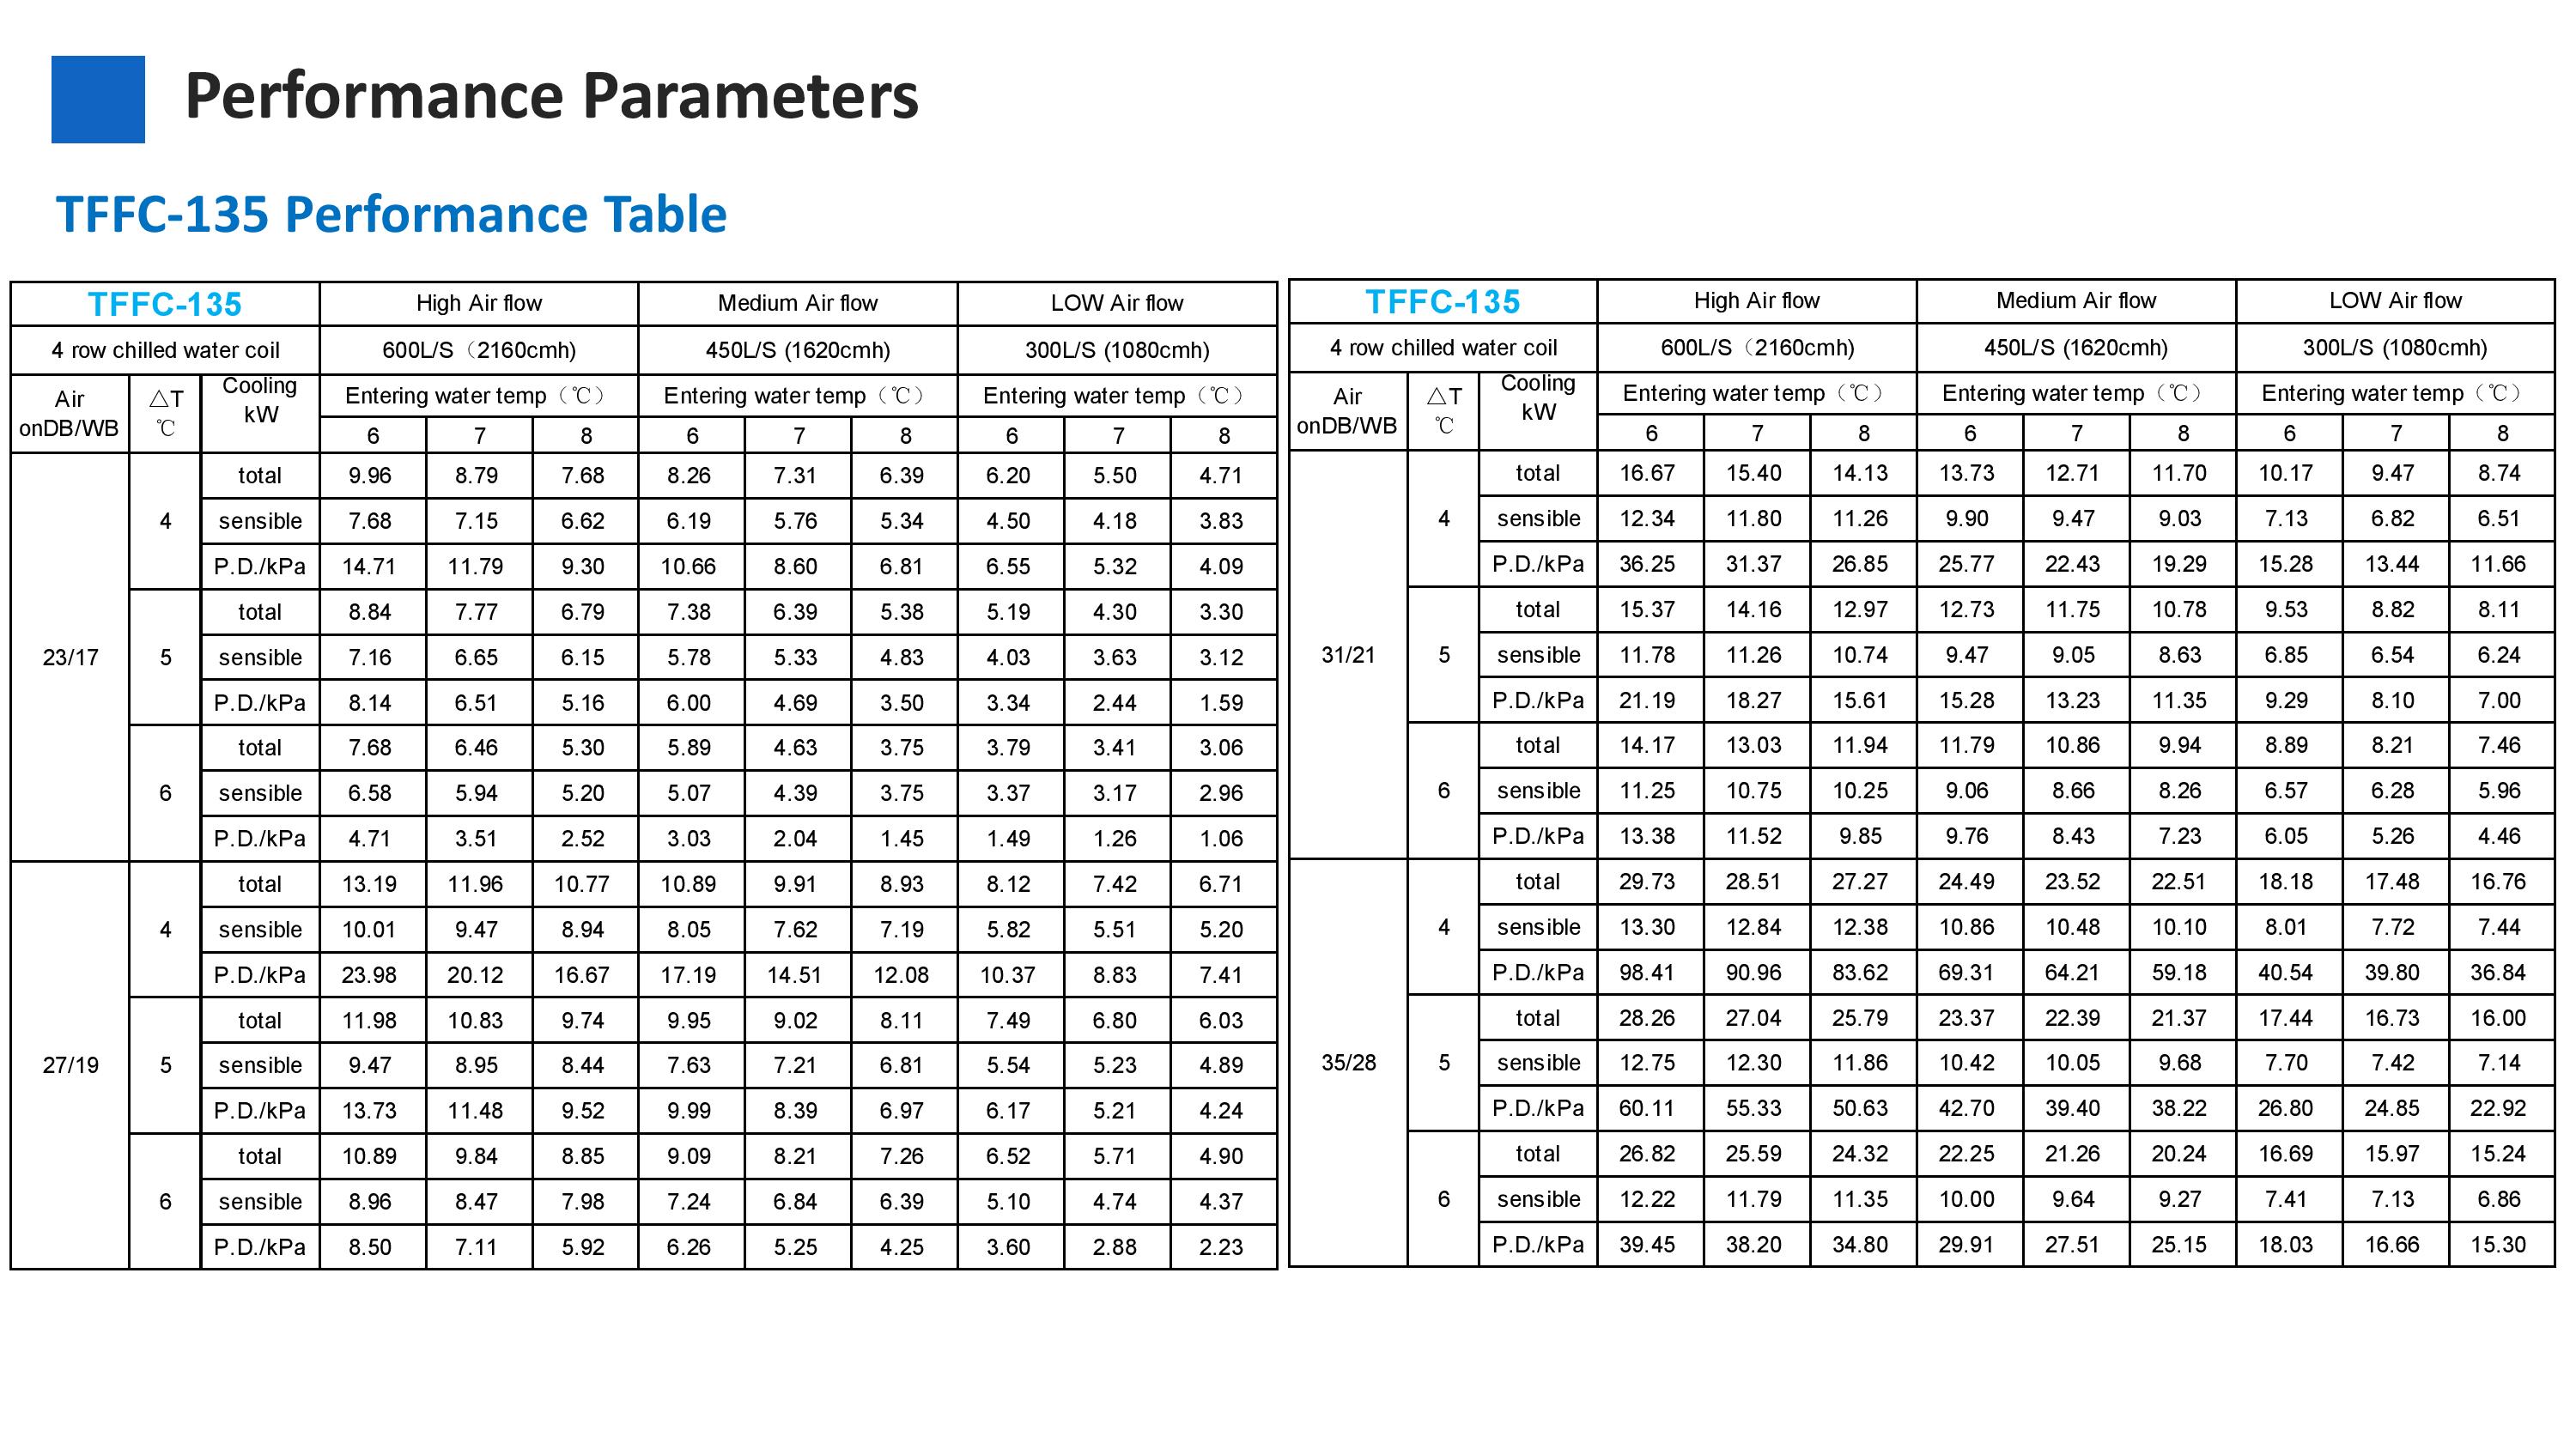 Performance Parameters
TFFC-135 Performance Table
TFFC-135 High Air flow Medium Air flow LOW Air flow
4 row chilled water coil 600L/S（2160cmh) 450L/S (1620cmh) 300L/S (1080cmh)
Air onDB/WB △T ℃ Cooling kW Entering water temp（℃） Entering water temp（℃） Entering water temp（℃）
6 7 8 6 7 8 6 7 8
23/17
4 total 9.96 8.79 7.68 8.26 7.31 6.39 6.20 5.50 4.71
sensible 7.68 7.15 6.62 6.19 5.76 5.34 4.50 4.18 3.83
P.D./kPa 14.71 11.79 9.30 10.66 8.60 6.81 6.55 5.32 4.09
5 total 8.84 7.77 6.79 7.38 6.39 5.38 5.19 4.30 3.30
sensible 7.16 6.65 6.15 5.78 5.33 4.83 4.03 3.63 3.12
P.D./kPa 8.14 6.51 5.16 6.00 4.69 3.50 3.34 2.44 1.59
6 total 7.68 6.46 5.30 5.89 4.63 3.75 3.79 3.41 3.06
sensible 6.58 5.94 5.20 5.07 4.39 3.75 3.37 3.17 2.96
P.D./kPa 4.71 3.51 2.52 3.03 2.04 1.45 1.49 1.26 1.06
27/19
4 total 13.19 11.96 10.77 10.89 9.91 8.93 8.12 7.42 6.71
sensible 10.01 9.47 8.94 8.05 7.62 7.19 5.82 5.51 5.20
P.D./kPa 23.98 20.12 16.67 17.19 14.51 12.08 10.37 8.83 7.41
5 total 11.98 10.83 9.74 9.95 9.02 8.11 7.49 6.80 6.03
sensible 9.47 8.95 8.44 7.63 7.21 6.81 5.54 5.23 4.89
P.D./kPa 13.73 11.48 9.52 9.99 8.39 6.97 6.17 5.21 4.24
6 total 10.89 9.84 8.85 9.09 8.21 7.26 6.52 5.71 4.90
sensible 8.96 8.47 7.98 7.24 6.84 6.39 5.10 4.74 4.37
P.D./kPa 8.50 7.11 5.92 6.26 5.25 4.25 3.60 2.88 2.23
TFFC-135 High Air flow Medium Air flow LOW Air flow
4 row chilled water coil 600L/S（2160cmh) 450L/S (1620cmh) 300L/S (1080cmh)
Air onDB/WB △T ℃ Cooling kW Entering water temp（℃） Entering water temp（℃） Entering water temp（℃）
6 7 8 6 7 8 6 7 8
31/21
4 total 16.67 15.40 14.13 13.73 12.71 11.70 10.17 9.47 8.74
sensible 12.34 11.80 11.26 9.90 9.47 9.03 7.13 6.82 6.51
P.D./kPa 36.25 31.37 26.85 25.77 22.43 19.29 15.28 13.44 11.66
5 total 15.37 14.16 12.97 12.73 11.75 10.78 9.53 8.82 8.11
sensible 11.78 11.26 10.74 9.47 9.05 8.63 6.85 6.54 6.24
P.D./kPa 21.19 18.27 15.61 15.28 13.23 11.35 9.29 8.10 7.00
6 total 14.17 13.03 11.94 11.79 10.86 9.94 8.89 8.21 7.46
sensible 11.25 10.75 10.25 9.06 8.66 8.26 6.57 6.28 5.96
P.D./kPa 13.38 11.52 9.85 9.76 8.43 7.23 6.05 5.26 4.46
35/28
4 total 29.73 28.51 27.27 24.49 23.52 22.51 18.18 17.48 16.76
sensible 13.30 12.84 12.38 10.86 10.48 10.10 8.01 7.72 7.44
P.D./kPa 98.41 90.96 83.62 69.31 64.21 59.18 40.54 39.80 36.84
5 total 28.26 27.04 25.79 23.37 22.39 21.37 17.44 16.73 16.00
sensible 12.75 12.30 11.86 10.42 10.05 9.68 7.70 7.42 7.14
P.D./kPa 60.11 55.33 50.63 42.70 39.40 38.22 26.80 24.85 22.92
6 total 26.82 25.59 24.32 22.25 21.26 20.24 16.69 15.97 15.24
sensible 12.22 11.79 11.35 10.00 9.64 9.27 7.41 7.13 6.86
P.D./kPa 39.45 38.20 34.80 29.91 27.51 25.15 18.03 16.66 15.30